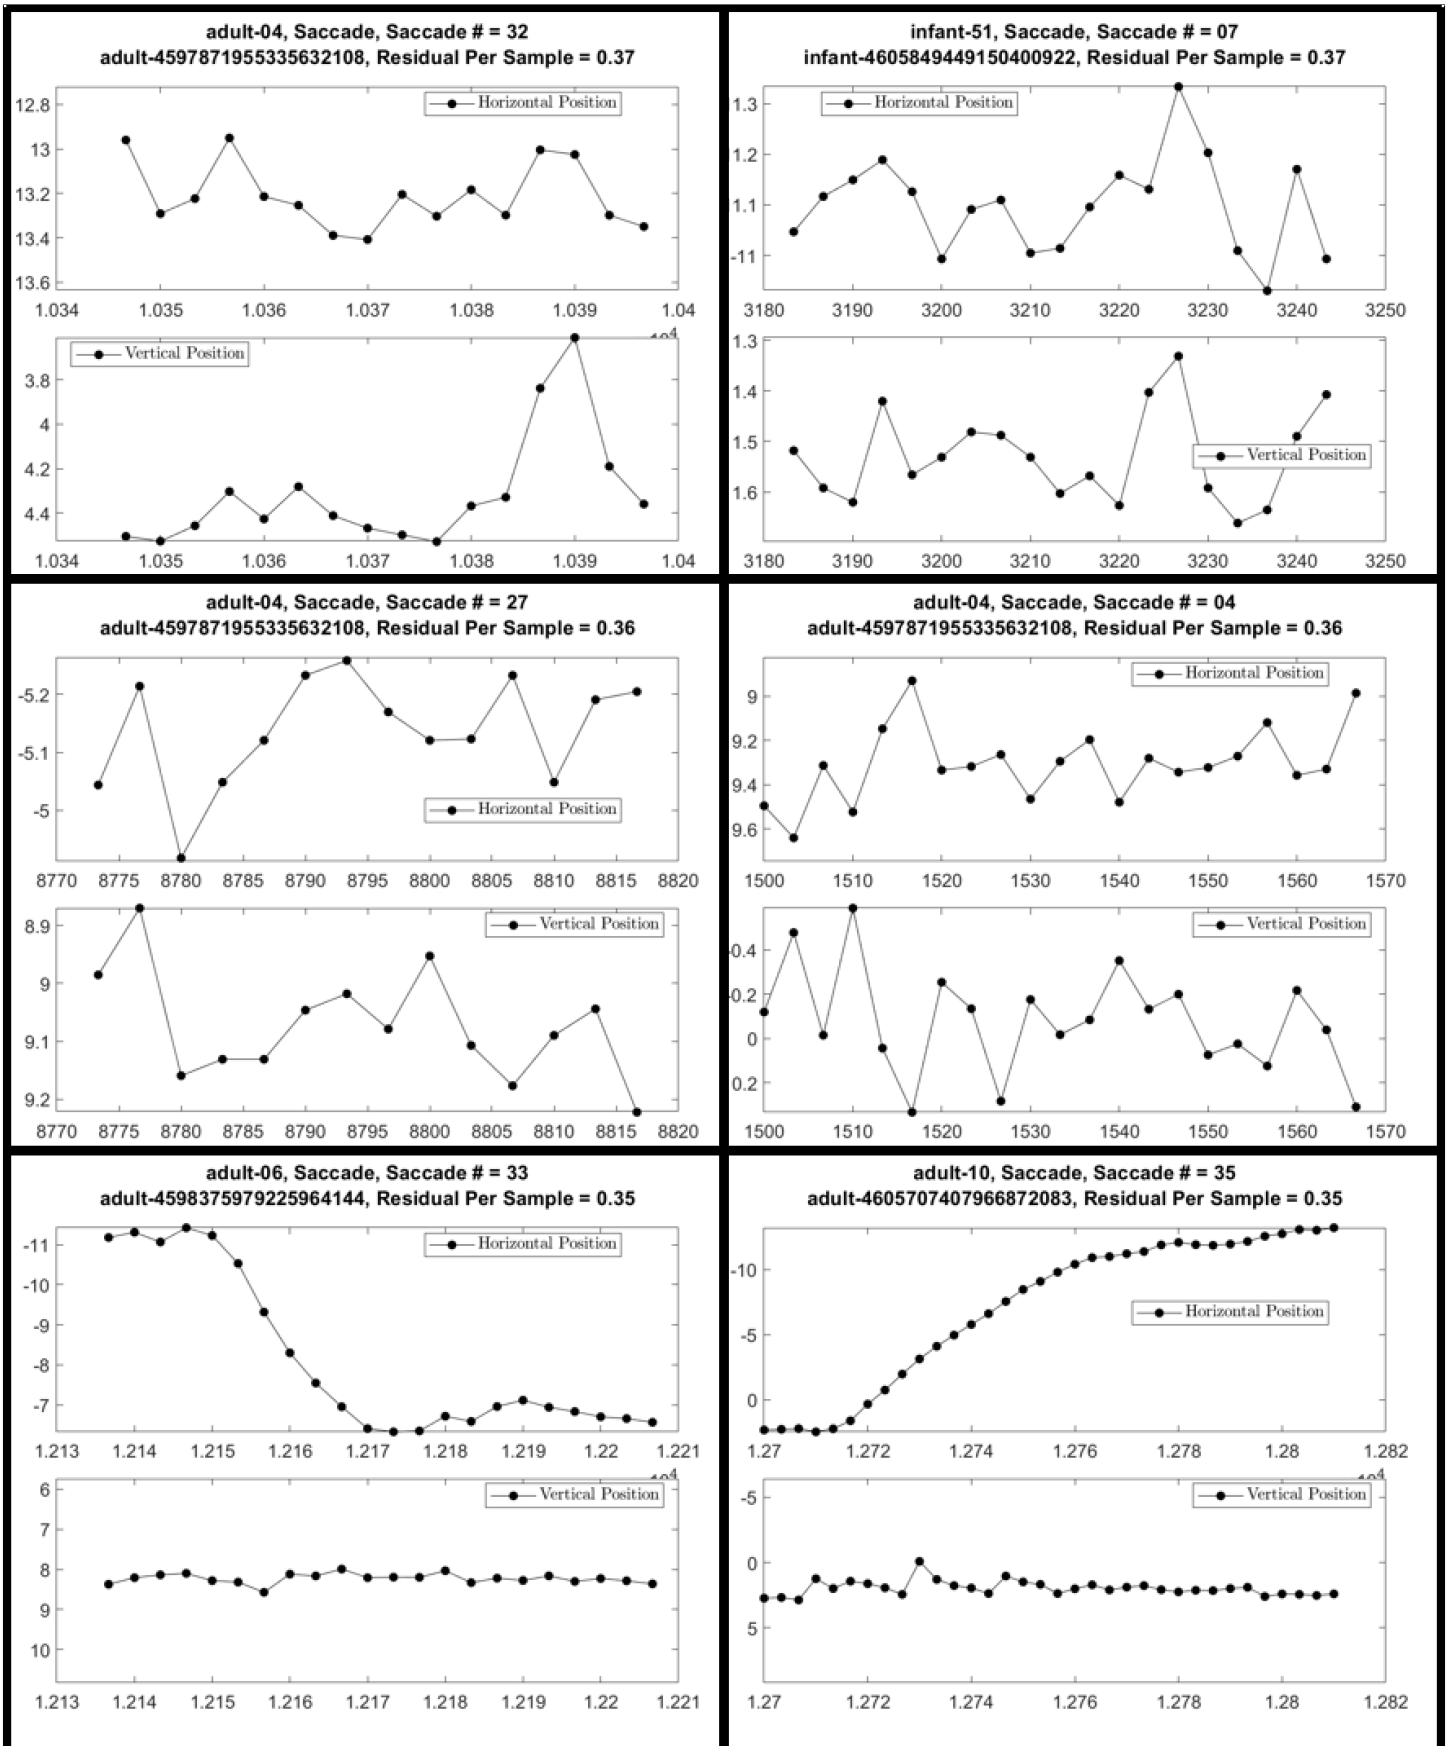 adult-04, Saccade, Saccade # = 32
adult-4597871955335632108, Residual Per Sample = 0.37
Horizontal Position
12.8
13
13.2
13.4
13.6
1.034 1.035 1.036 1.037 1.038 1.039 1.04
Vertical Position
3.8
4
4.2
4.4
1.034 1.035 1.036 1.037 1.038 1.039 1.04
infant-51, Saccade, Saccade # = 07
infant-4605849449150400922, Residual Per Sample = 0.37
Horizontal Position
1.3
1.2
1.1
-11
3180 3190 3200 3210 3220 3230 3240 3250
Vertical Position
1.3
1.4
1.5
1.6
3180 3190 3200 3210 3220 3230 3240 3250
adult-04, Saccade, Saccade # = 27
adult-4597871955335632108, Residual Per Sample = 0.36
Horizontal Position
-5.2
-5.1
-5
8770 8775 8780 8785 8790 8795 8800 8805 8810 8815 8820
Vertical Position
8.9
9
9.1
9.2
8770 8775 8780 8785 8790 8795 8800 8805 8810 8815 8820
adult-04, Saccade, Saccade # = 04
adult-4597871955335632108, Residual Per Sample = 0.36
Horizontal Position
9
9.2
9.4
9.6
1500 1510 1520 1530 1540 1550 1560 1570
Vertical Position
0.4
0.2
0
0.2
1500 1510 1520 1530 1540 1550 1560 1570
adult-06, Saccade, Saccade # = 33
adult-4598375979225964144, Residual Per Sample = 0.35
Horizontal Position
-11
-10
-9
-8
-7
1.213 1.214 1.215 1.216 1.217 1.218 1.219 1.22 1.221
Vertical Position
6
7
8
9
10
1.213 1.214 1.215 1.216 1.217 1.218 1.219 1.22 1.221
adult-10, Saccade, Saccade # = 35
adult-4605707407966872083, Residual Per Sample = 0.35
Horizontal Position
-10
-5
0
1.27 1.272 1.274 1.276 1.278 1.28 1.282
Vertical Position
-5
0
5
1.27 1.272 1.274 1.276 1.278 1.28 1.282